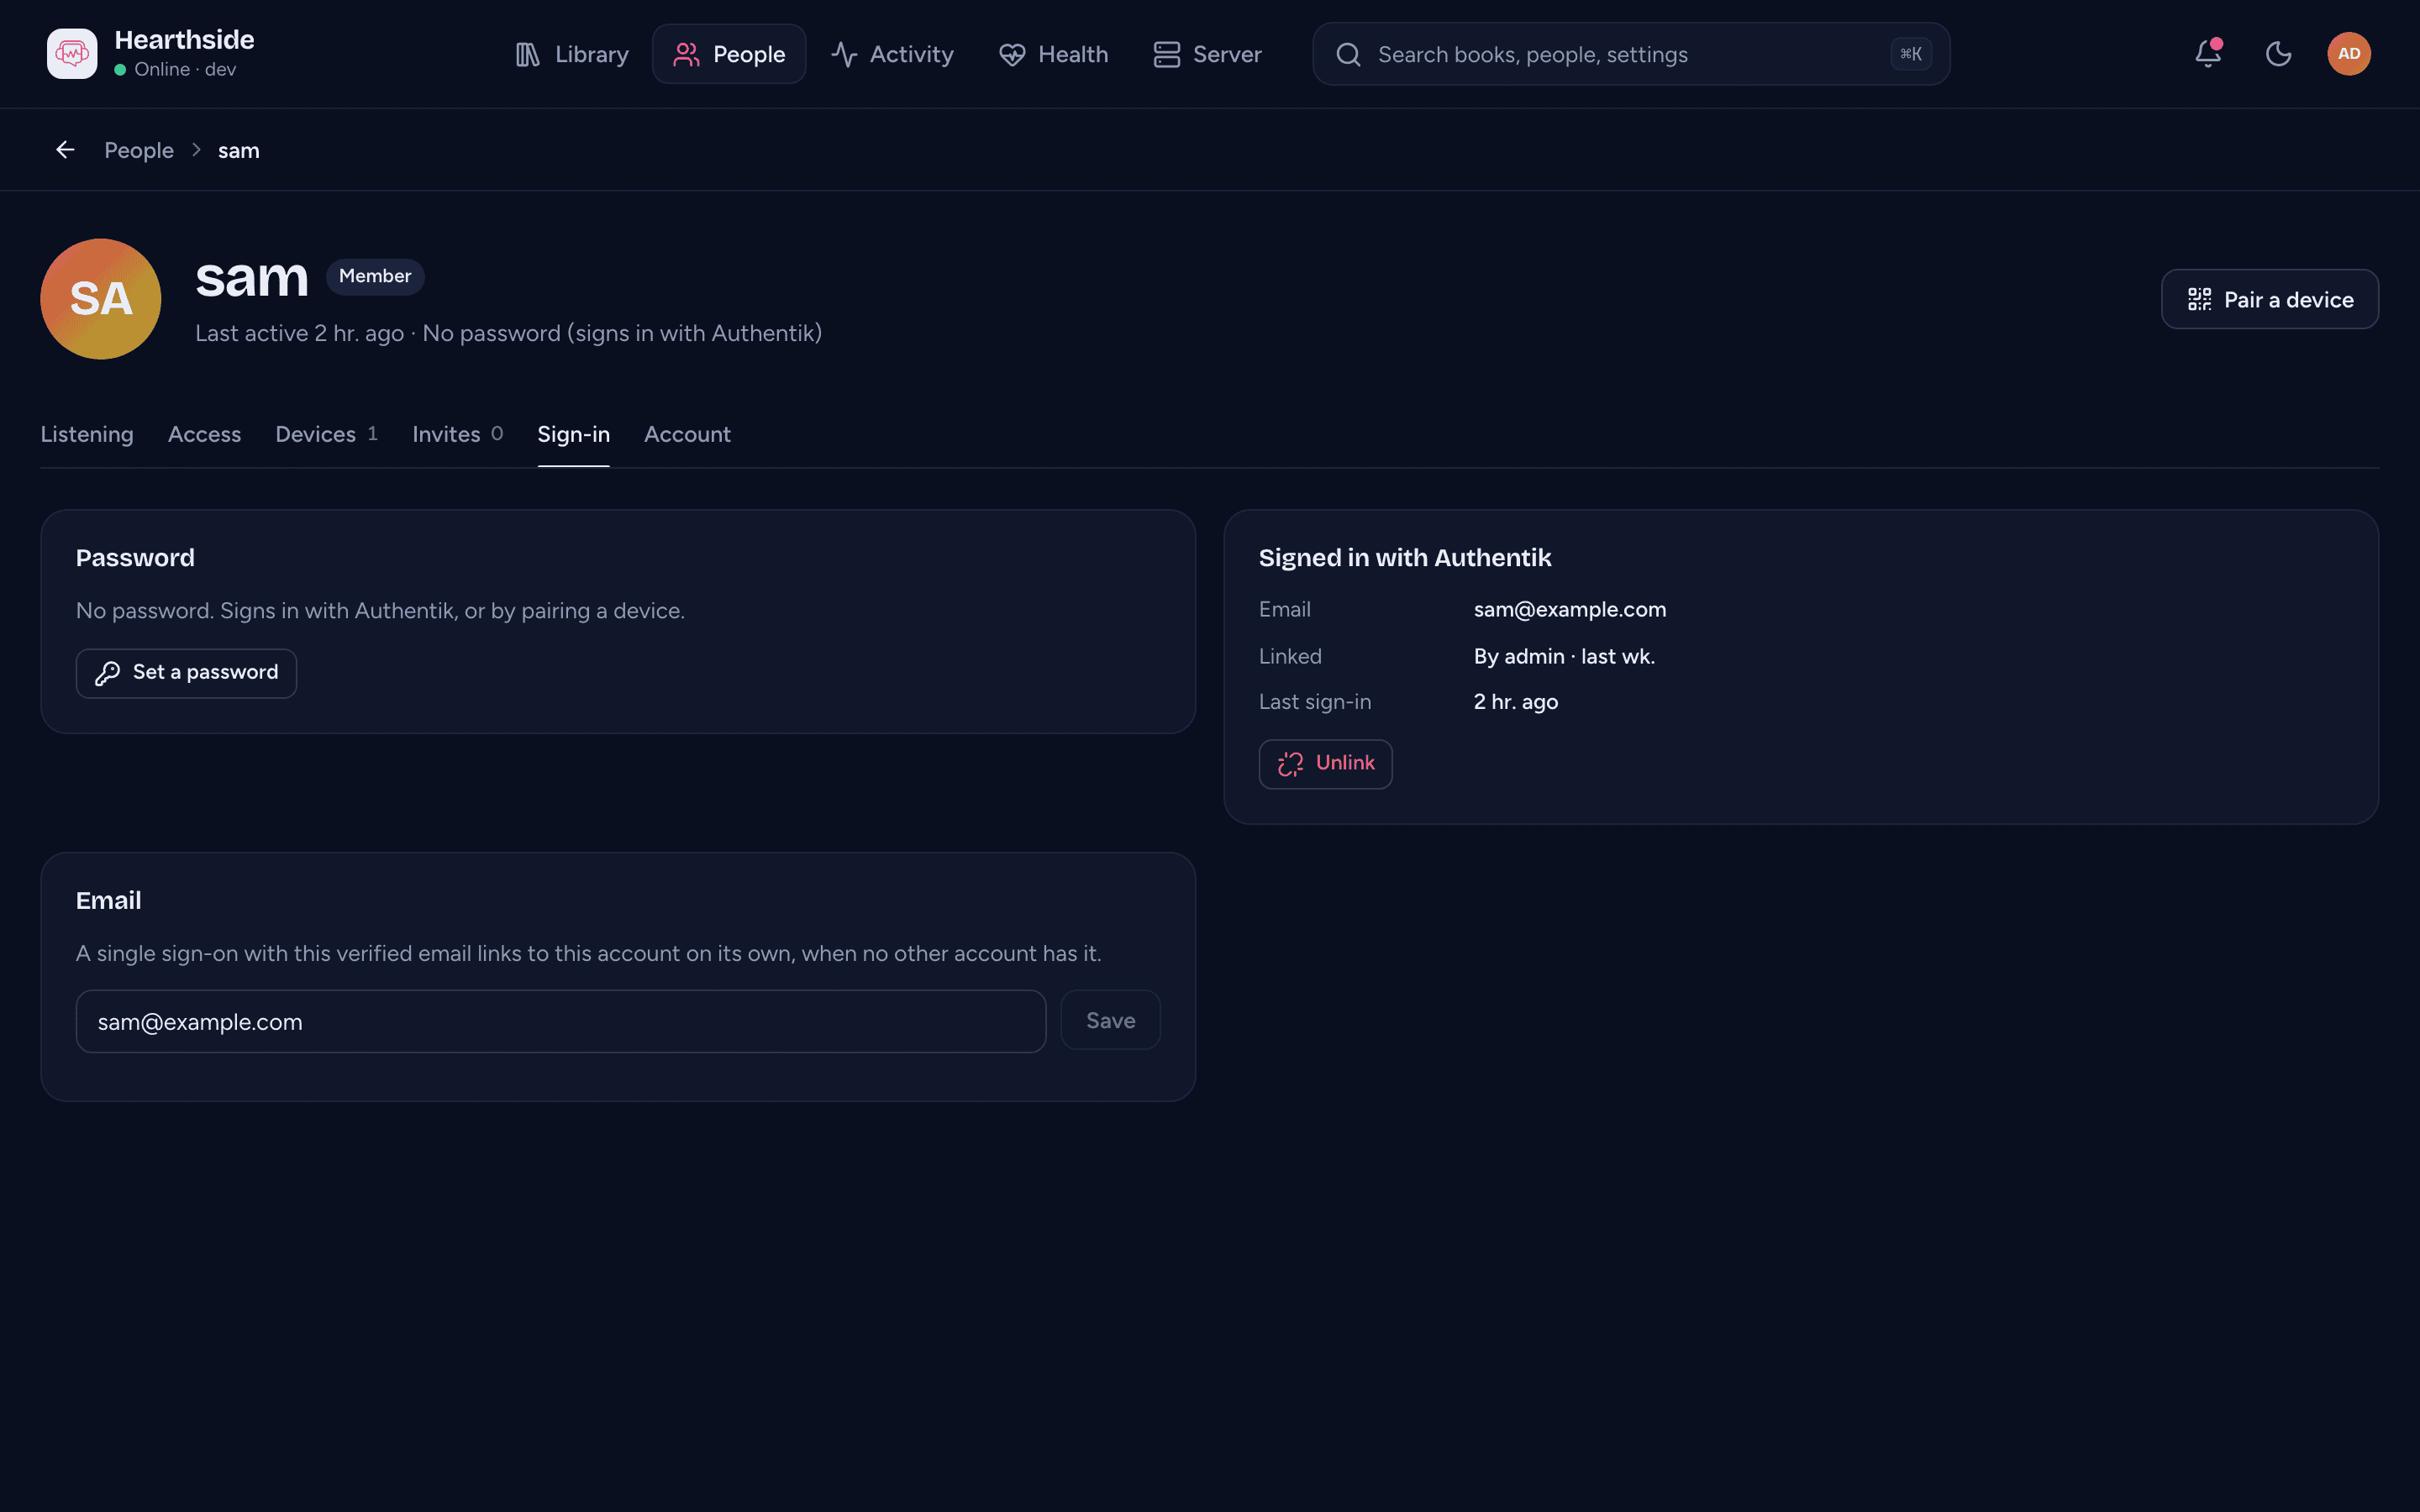 Hearthside
Online · dev
Library
People
Activity
Health
Server
Search books, people, settings
⌘K
AD
People
sam
SA
sam
Member
Last active 2 hr. ago · No password (signs in with Authentik)
Pair a device
Listening
Access
Devices 1
Invites 0
Sign-in
Account
Password
No password. Signs in with Authentik, or by pairing a device.
Set a password
Signed in with Authentik
Email sam@example.com
Linked By admin · last wk.
Last sign-in 2 hr. ago
Unlink
Email
A single sign-on with this verified email links to this account on its own, when no other account has it.
sam@example.com
Save